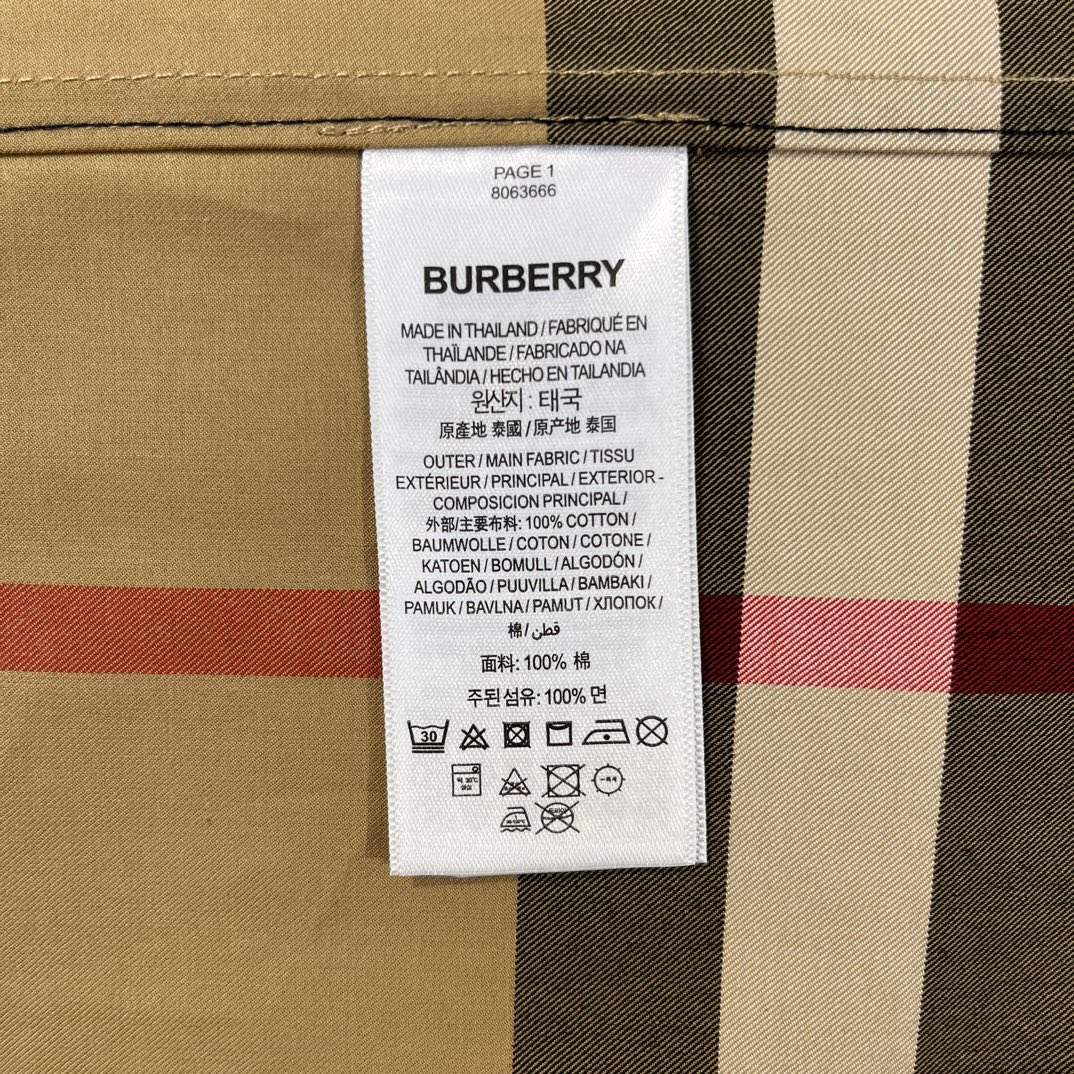 PAGE 1
8063666
BURBERRY
MADE IN THAILAND / FABRIQUÉ EN
THAÏLANDE / FABRICADO NA
TAILÂNDIA / HECHO EN TAILANDIA
원산지 : 태국
原產地 泰國 / 原产地 泰国
OUTER / MAIN FABRIC / TISSU
EXTÉRIEUR / PRINCIPAL / EXTERIOR -
COMPOSICION PRINCIPAL /
外部/主要布料: 100% COTTON /
BAUMWOLLE / COTON / COTONE /
KATOEN / BOMULL / ALGODÓN /
ALGODÃO / PUUVILLA / BAMBAKI /
PAMUK / BAVLNA / PAMUT / ХЛОПОК /
棉 / قطن
面料: 100% 棉
주된 섬유: 100% 면
30
약 30℃